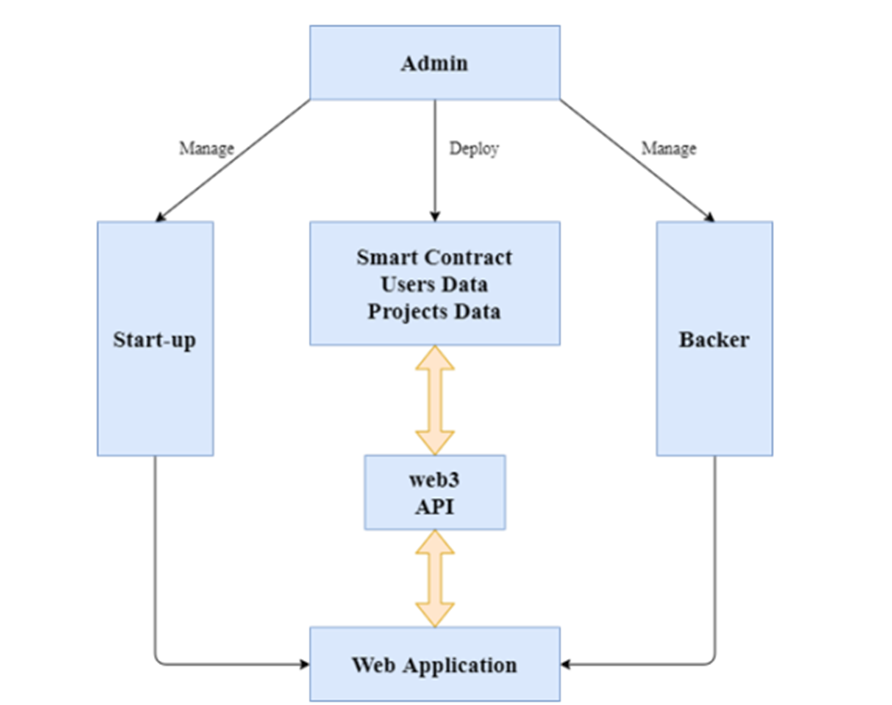 Admin
Manage
Deploy
Manage
Smart Contract
Users Data
Projects Data
Start-up
Backer
web3
API
Web Application